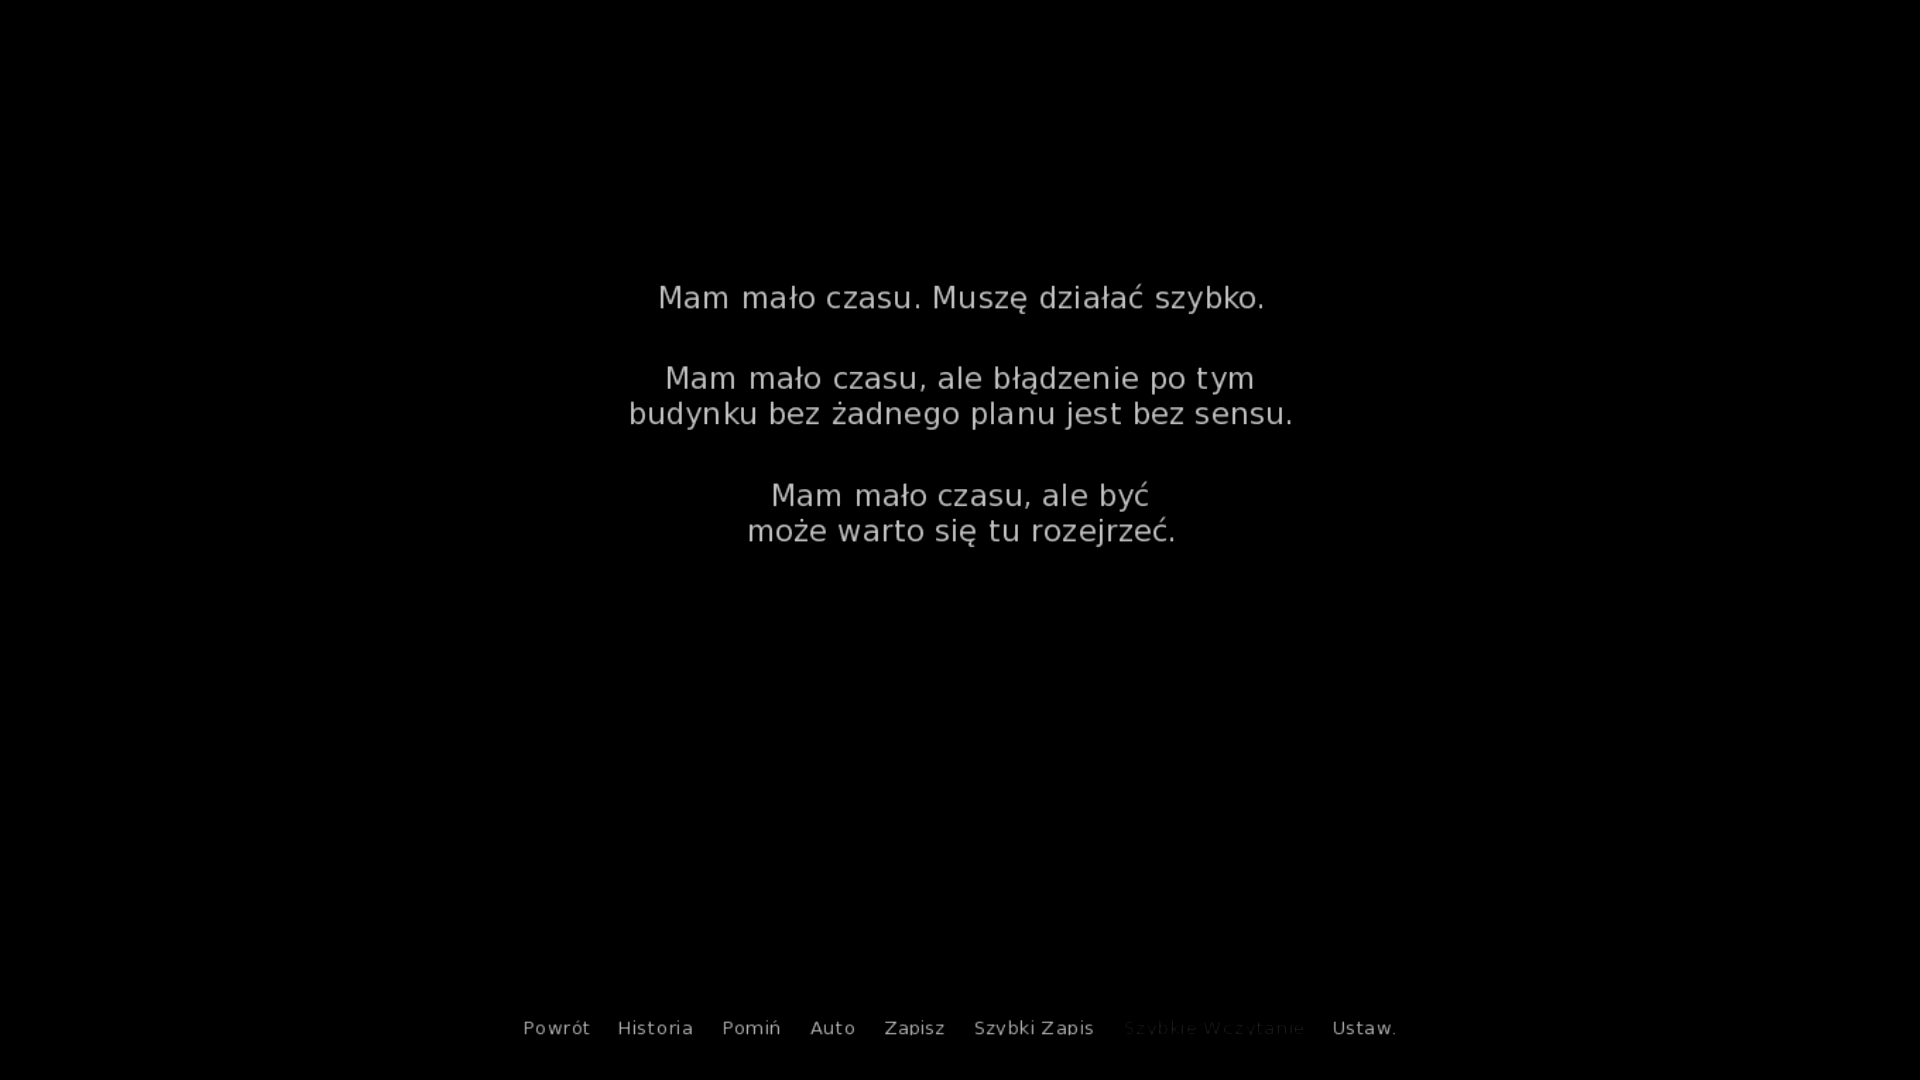 Mam mało czasu. Muszę działać szybko.
Mam mało czasu, ale błądzenie po tym
budynku bez żadnego planu jest bez sensu.
Mam mało czasu, ale być
może warto się tu rozejrzeć.
Powrót Historia Pomiń Auto Zapisz Szybki Zapis Szybkie Wczytanie Ustaw.